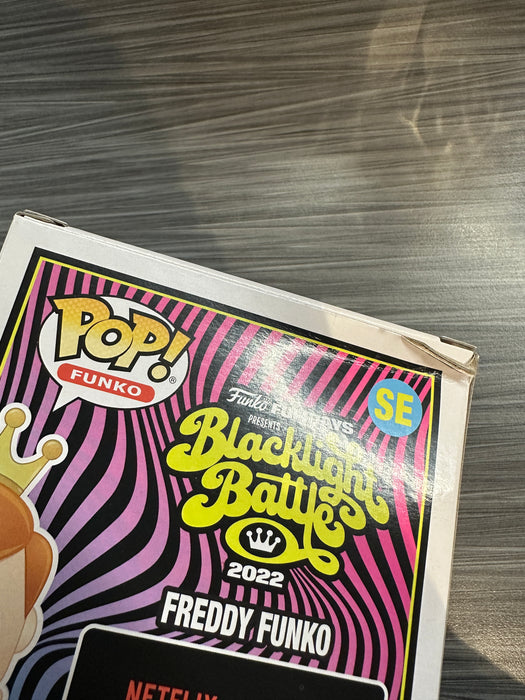 POP!
FUNKO
®
SE
Funko FUNDAYS
PRESENTS
Blacklight
Battle
2022
FREDDY FUNKO
NETFLIX